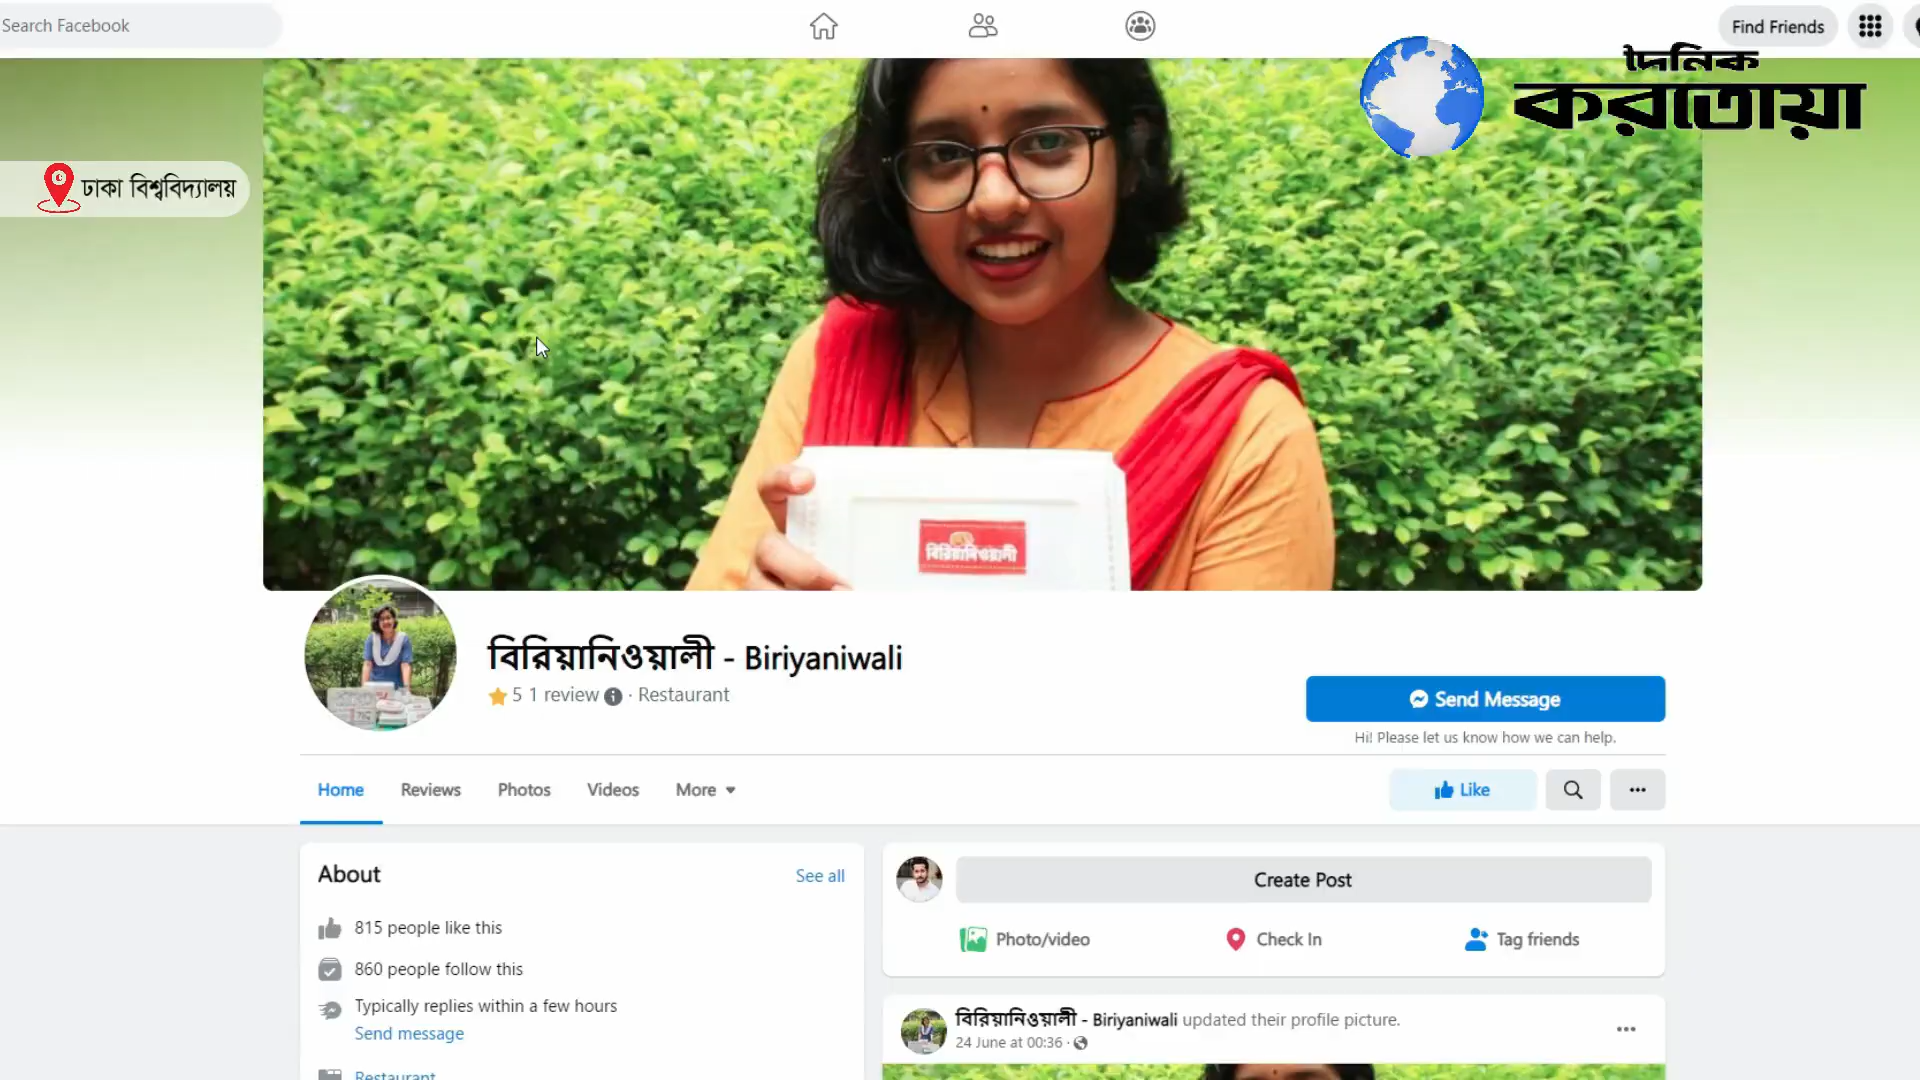 Search Facebook
Find Friends
দৈনিক
করতোয়া
ঢাকা বিশ্ববিদ্যালয়
বিরিয়ানিওয়ালী
বিরিয়ানিওয়ালী - Biriyaniwali
5 1 review · Restaurant
Send Message
Hi! Please let us know how we can help.
Home Reviews Photos Videos More
Like
About See all
815 people like this
860 people follow this
Typically replies within a few hours
Send message
Restaurant
Create Post
Photo/video Check In Tag friends
বিরিয়ানিওয়ালী - Biriyaniwali updated their profile picture.
24 June at 00:36 ·